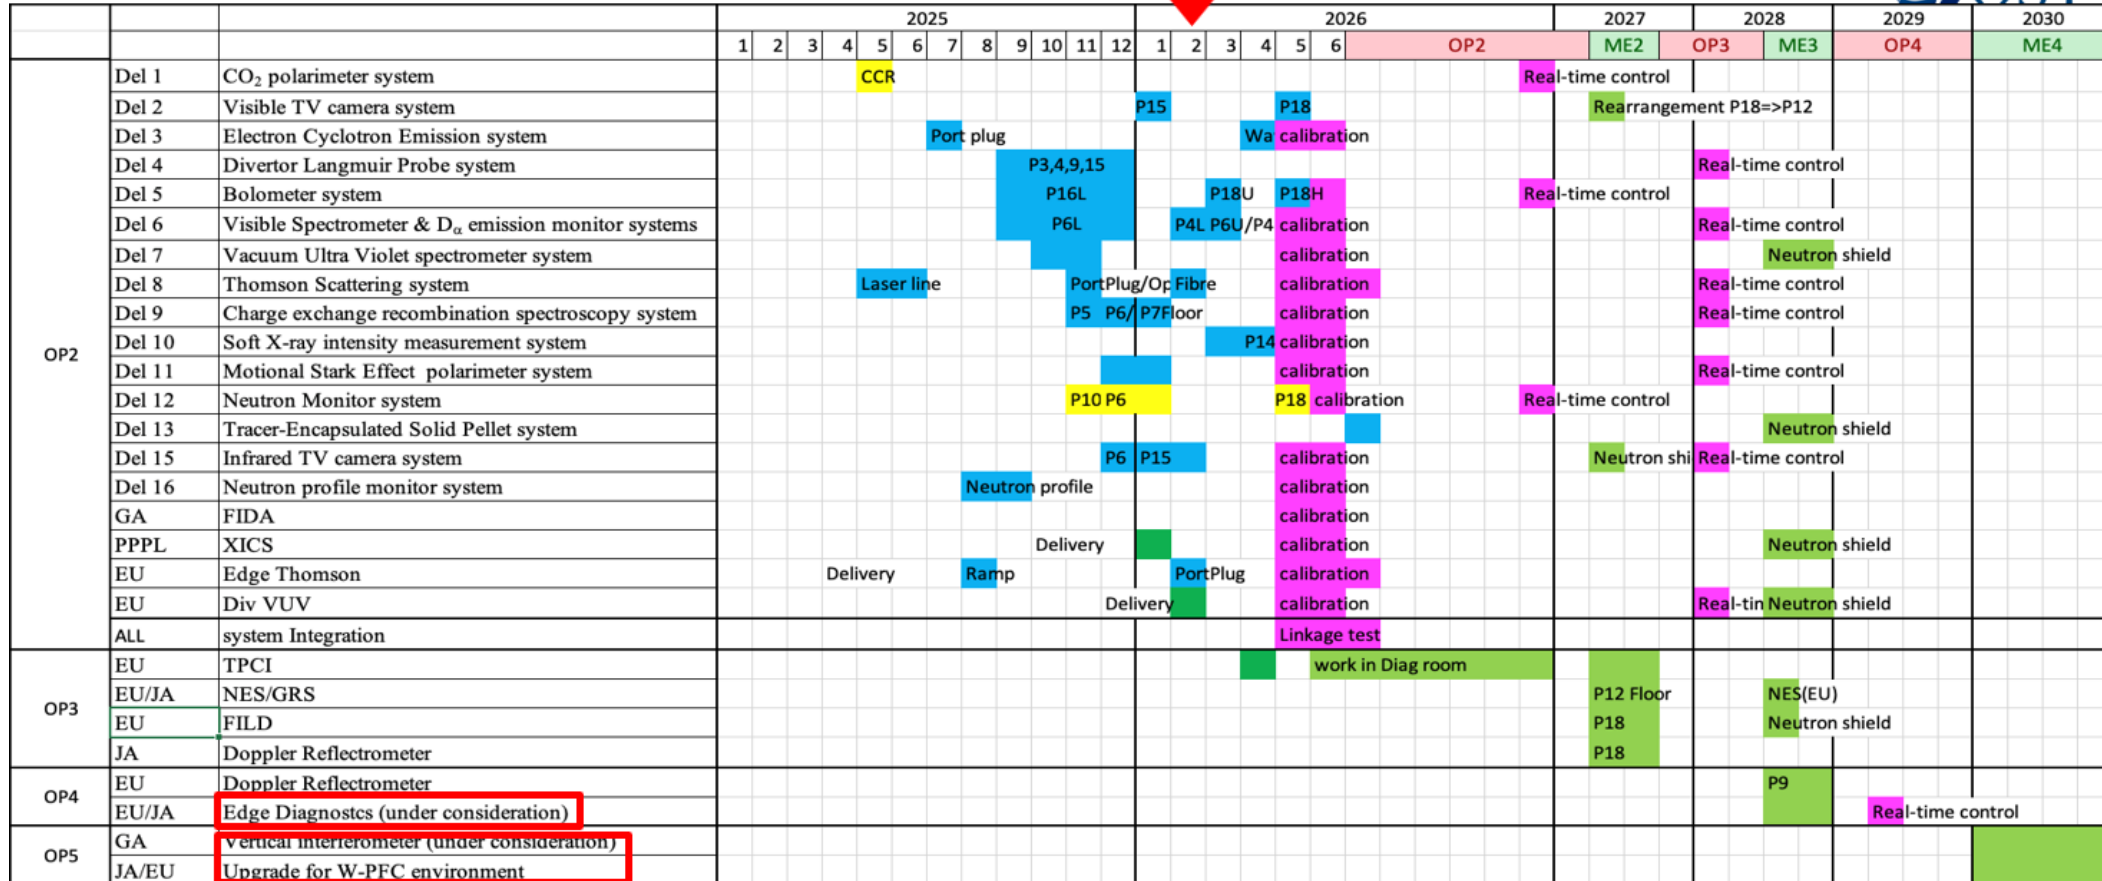 2025 2026 2027 2028 2029 2030
1 2 3 4 5 6 7 8 9 10 11 12 1 2 3 4 5 6 OP2 ME2 OP3 ME3 OP4 ME4
OP2
Del 1 CO₂ polarimeter system CCR Real-time control
Del 2 Visible TV camera system P15 P18 Rearrangement P18=>P12
Del 3 Electron Cyclotron Emission system Port plug Wa calibration
Del 4 Divertor Langmuir Probe system P3,4,9,15 Real-time control
Del 5 Bolometer system P16L P18U P18H Real-time control
Del 6 Visible Spectrometer & Dα emission monitor systems P6L P4L P6U/P4 calibration Real-time control
Del 7 Vacuum Ultra Violet spectrometer system calibration Neutron shield
Del 8 Thomson Scattering system Laser line PortPlug/Op Fibre calibration Real-time control
Del 9 Charge exchange recombination spectroscopy system P5 P6/ P7Floor calibration Real-time control
Del 10 Soft X-ray intensity measurement system P14 calibration
Del 11 Motional Stark Effect polarimeter system calibration Real-time control
Del 12 Neutron Monitor system P10 P6 P18 calibration Real-time control
Del 13 Tracer-Encapsulated Solid Pellet system Neutron shield
Del 15 Infrared TV camera system P6 P15 calibration Neutron shi Real-time control
Del 16 Neutron profile monitor system Neutron profile calibration
GA FIDA calibration
PPPL XICS Delivery calibration Neutron shield
EU Edge Thomson Delivery Ramp PortPlug calibration
EU Div VUV Delivery calibration Real-tin Neutron shield
ALL system Integration Linkage test
OP3
EU TPCI work in Diag room
EU/JA NES/GRS P12 Floor NES(EU)
EU FILD P18 Neutron shield
JA Doppler Reflectrometer P18
OP4
EU Doppler Reflectrometer P9
EU/JA Edge Diagnostcs (under consideration) Real-time control
OP5
GA Vertical Interferometer (under consideration)
JA/EU Upgrade for W-PFC environment